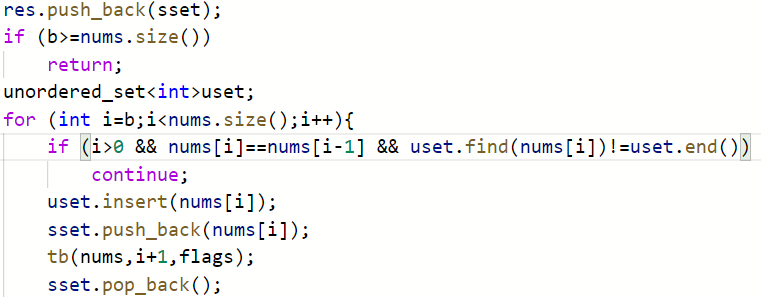 res.push_back(sset);
if (b>=nums.size())
return;
unordered_set<int>uset;
for (int i=b;i<nums.size();i++){
if (i>0 && nums[i]==nums[i-1] && uset.find(nums[i])!=uset.end())
continue;
uset.insert(nums[i]);
sset.push_back(nums[i]);
tb(nums,i+1,flags);
sset.pop_back();